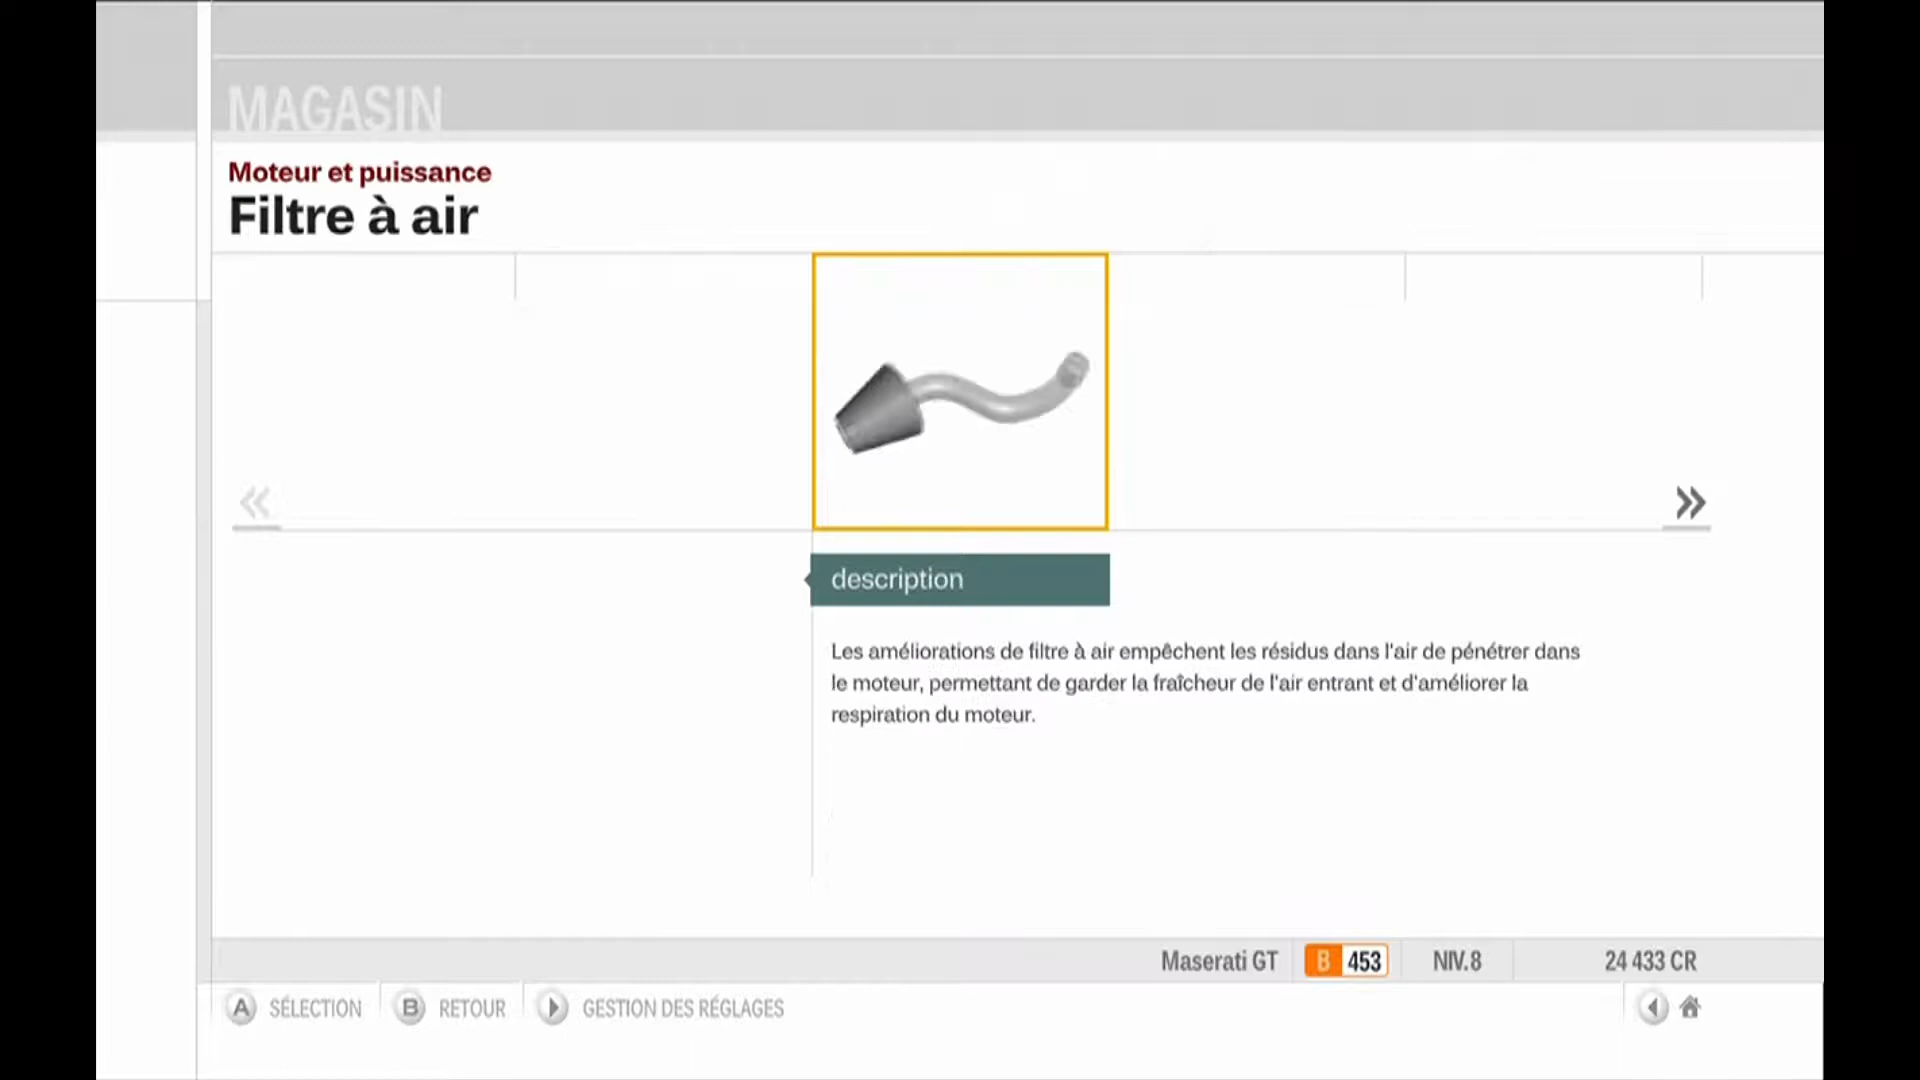 MAGASIN
Moteur et puissance
Filtre à air
description
Les améliorations de filtre à air empêchent les résidus dans l'air de pénétrer dans
le moteur, permettant de garder la fraîcheur de l'air entrant et d'améliorer la
respiration du moteur.
Maserati GT B 453 NIV.8 24 433 CR
A SÉLECTION B RETOUR GESTION DES RÉGLAGES